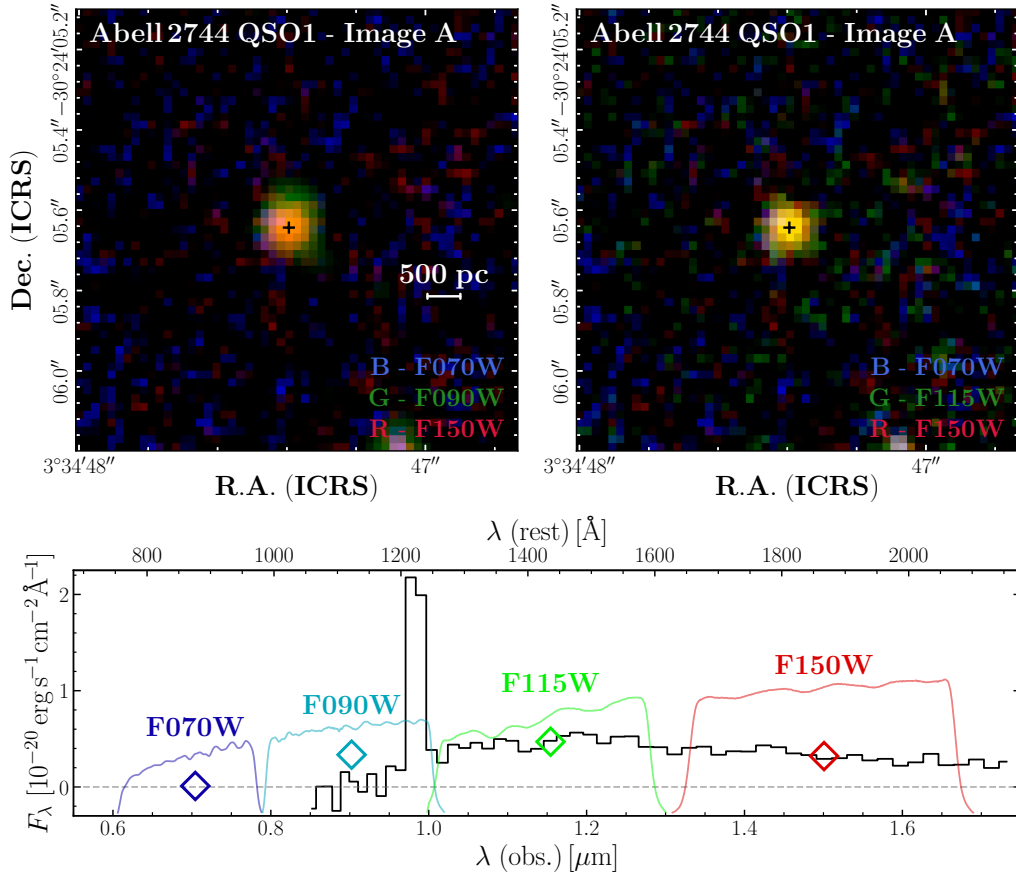 Abell 2744 QSO1 - Image A
Abell 2744 QSO1 - Image A
Dec. (ICRS)
−30°24′05.2″
05.4″
05.6″
05.8″
06.0″
−30°24′05.2″
05.4″
05.6″
05.8″
06.0″
500 pc
B - F070W
G - F090W
R - F150W
B - F070W
G - F115W
R - F150W
3°34′48″
47″
3°34′48″
47″
R.A. (ICRS)
R.A. (ICRS)
λ (rest) [Å]
800 1000 1200 1400 1600 1800 2000
F_λ [10⁻²⁰ erg s⁻¹ cm⁻² Å⁻¹]
2
1
0
F070W
F090W
F115W
F150W
0.6 0.8 1.0 1.2 1.4 1.6
λ (obs.) [μm]